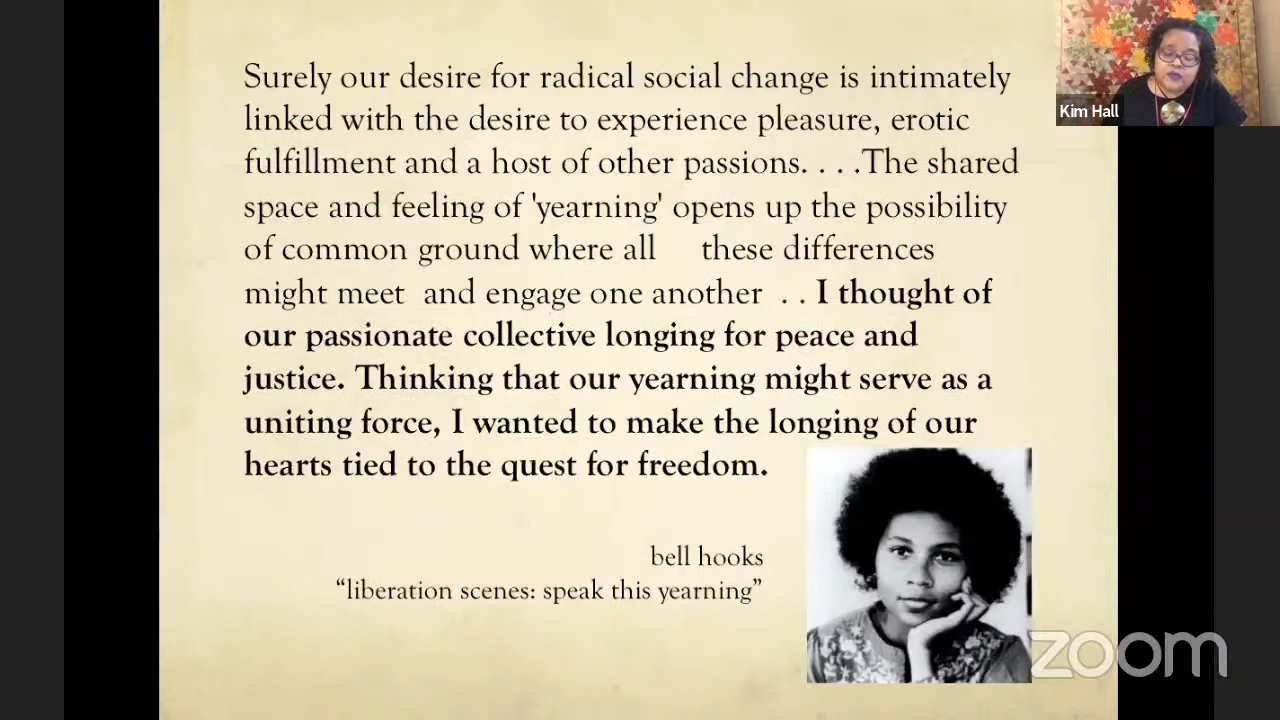 Surely our desire for radical social change is intimately
linked with the desire to experience pleasure, erotic
fulfillment and a host of other passions. . . .The shared
space and feeling of 'yearning' opens up the possibility
of common ground where all these differences
might meet and engage one another . . I thought of
our passionate collective longing for peace and
justice. Thinking that our yearning might serve as a
uniting force, I wanted to make the longing of our
hearts tied to the quest for freedom.
bell hooks
“liberation scenes: speak this yearning”
Kim Hall
zoom